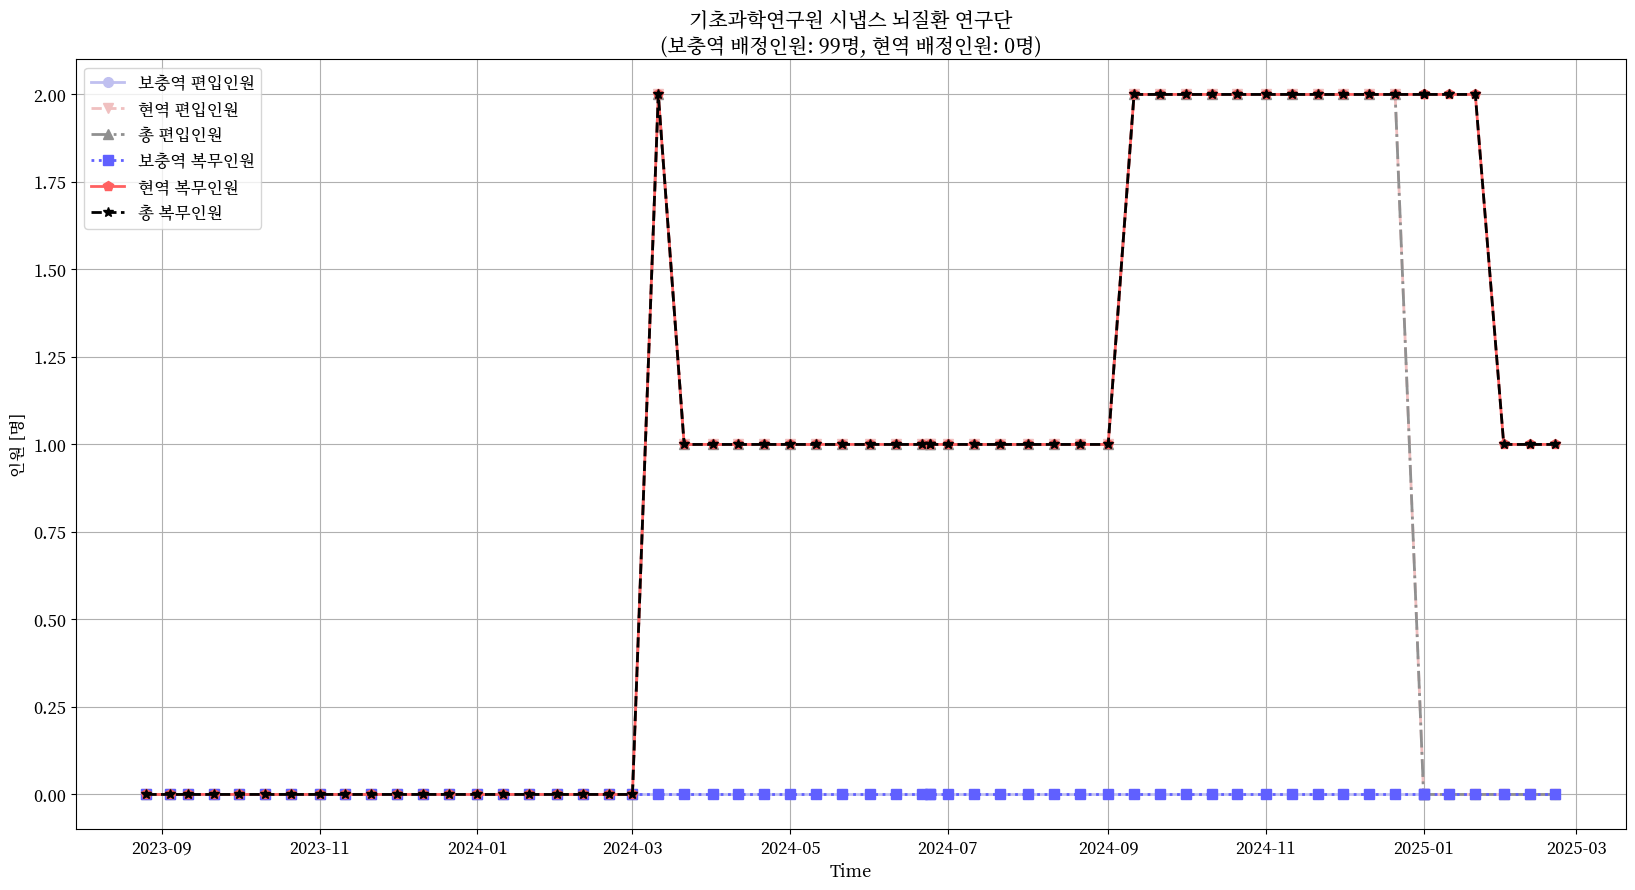 기초과학연구원 시냅스 뇌질환 연구단
(보충역 배정인원: 99명, 현역 배정인원: 0명)
보충역 편입인원
현역 편입인원
총 편입인원
보충역 복무인원
현역 복무인원
총 복무인원
인원 [명]
2.00
1.75
1.50
1.25
1.00
0.75
0.50
0.25
0.00
2023-09 2023-11 2024-01 2024-03 2024-05 2024-07 2024-09 2024-11 2025-01 2025-03
Time